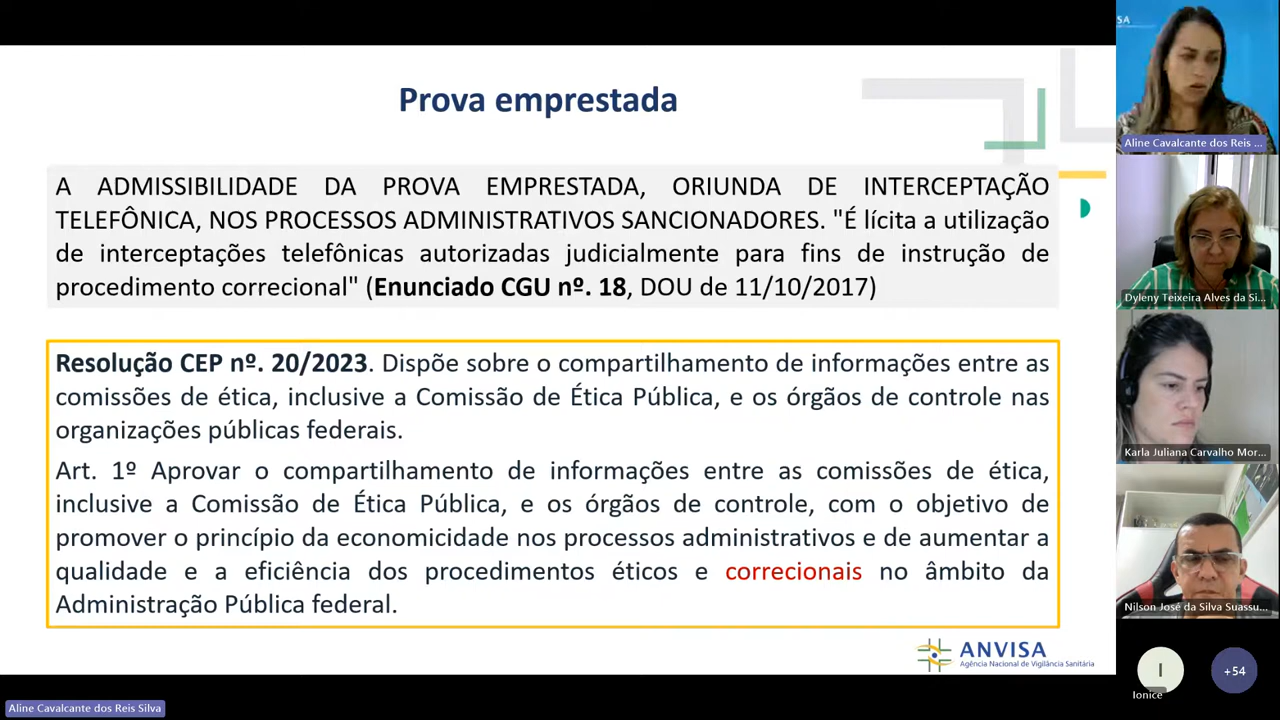 Prova emprestada
A ADMISSIBILIDADE DA PROVA EMPRESTADA, ORIUNDA DE INTERCEPTAÇÃO
TELEFÔNICA, NOS PROCESSOS ADMINISTRATIVOS SANCIONADORES. "É lícita a utilização
de interceptações telefônicas autorizadas judicialmente para fins de instrução de
procedimento correcional" (Enunciado CGU nº. 18, DOU de 11/10/2017)
Resolução CEP nº. 20/2023. Dispõe sobre o compartilhamento de informações entre as
comissões de ética, inclusive a Comissão de Ética Pública, e os órgãos de controle nas
organizações públicas federais.
Art. 1º Aprovar o compartilhamento de informações entre as comissões de ética,
inclusive a Comissão de Ética Pública, e os órgãos de controle, com o objetivo de
promover o princípio da economicidade nos processos administrativos e de aumentar a
qualidade e a eficiência dos procedimentos éticos e correcionais no âmbito da
Administração Pública federal.
ANVISA
Agência Nacional de Vigilância Sanitária
SA
Aline Cavalcante dos Reis ...
Dyleny Teixeira Alves da Si...
Karla Juliana Carvalho Mor...
Nilson José da Silva Suassu...
I
Ionice
+54
Aline Cavalcante dos Reis Silva